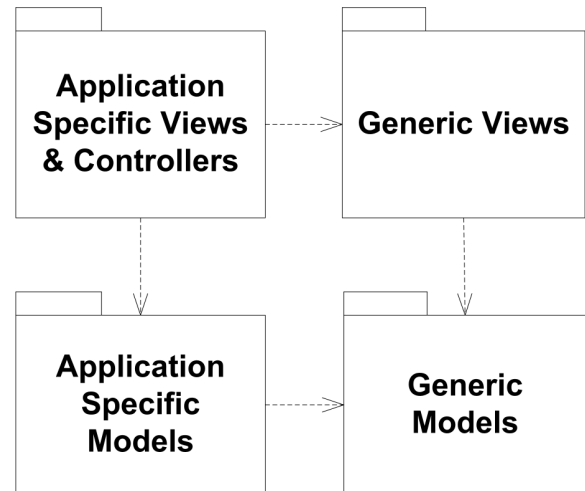 Application
Specific Views
& Controllers
Generic Views
Application
Specific
Models
Generic
Models